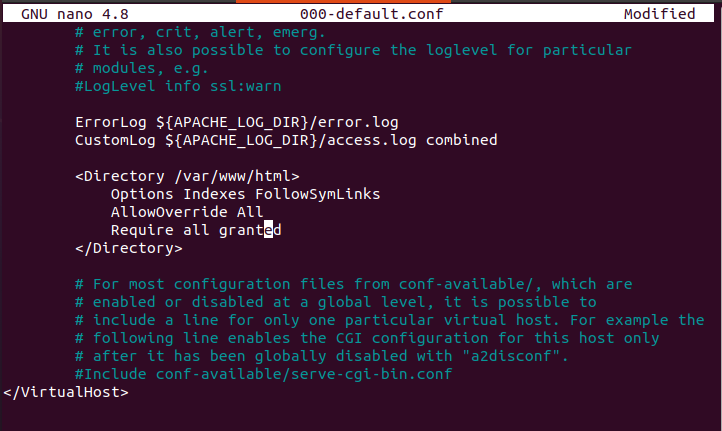 GNU nano 4.8 000-default.conf Modified
# error, crit, alert, emerg.
# It is also possible to configure the loglevel for particular
# modules, e.g.
#LogLevel info ssl:warn
ErrorLog ${APACHE_LOG_DIR}/error.log
CustomLog ${APACHE_LOG_DIR}/access.log combined
<Directory /var/www/html>
Options Indexes FollowSymLinks
AllowOverride All
Require all granted
</Directory>
# For most configuration files from conf-available/, which are
# enabled or disabled at a global level, it is possible to
# include a line for only one particular virtual host. For example the
# following line enables the CGI configuration for this host only
# after it has been globally disabled with "a2disconf".
#Include conf-available/serve-cgi-bin.conf
</VirtualHost>